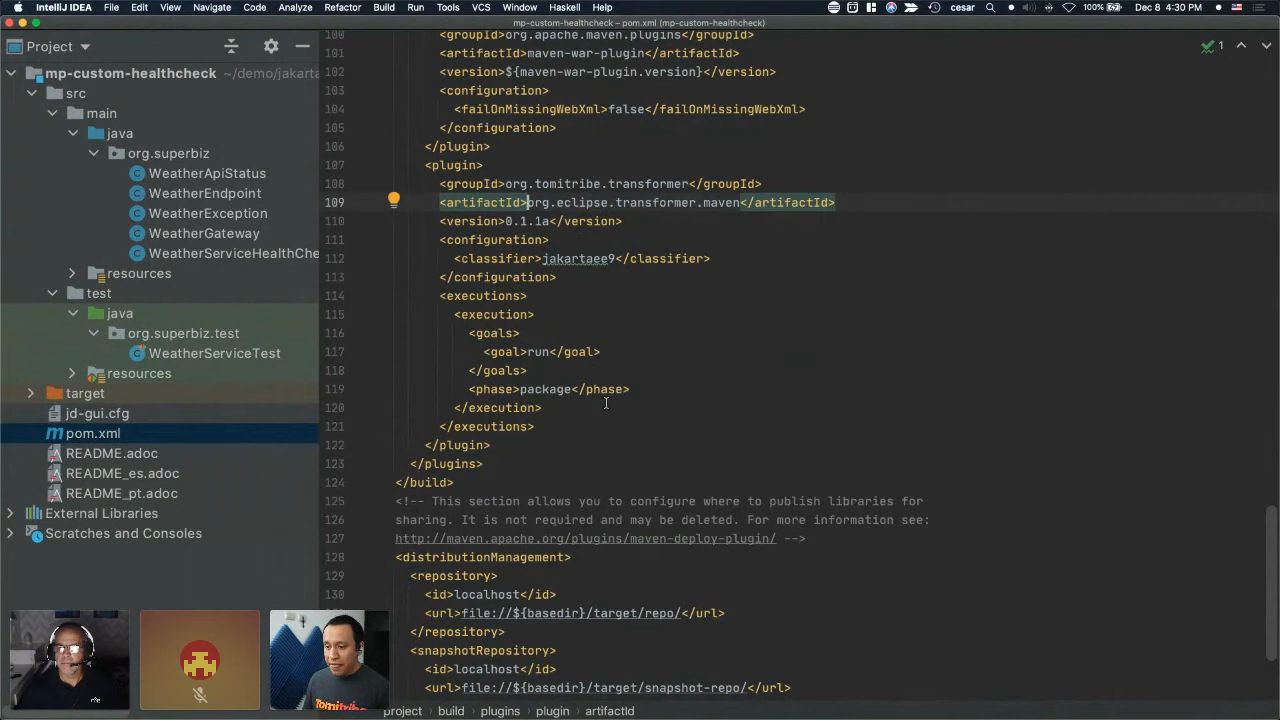 IntelliJ IDEA File Edit View Navigate Code Analyze Refactor Build Run Tools VCS Window Help cesar 100% Dec 8 4:30 PM
mp-custom-healthcheck – pom.xml (mp-custom-healthcheck)
Project
mp-custom-healthcheck ~/demo/jakarta
src
main
java
org.superbiz
WeatherApiStatus
WeatherEndpoint
WeatherException
WeatherGateway
WeatherServiceHealthChe
resources
test
java
org.superbiz.test
WeatherServiceTest
resources
target
jd-gui.cfg
pom.xml
README.adoc
README_es.adoc
README_pt.adoc
External Libraries
Scratches and Consoles
1
100 <groupId>org.apache.maven.plugins</groupId>
101 <artifactId>maven-war-plugin</artifactId>
102 <version>${maven-war-plugin.version}</version>
103 <configuration>
104 <failOnMissingWebXml>false</failOnMissingWebXml>
105 </configuration>
106 </plugin>
107 <plugin>
108 <groupId>org.tomitribe.transformer</groupId>
109 <artifactId>org.eclipse.transformer.maven</artifactId>
110 <version>0.1.1a</version>
111 <configuration>
112 <classifier>jakartaee9</classifier>
113 </configuration>
114 <executions>
115 <execution>
116 <goals>
117 <goal>run</goal>
118 </goals>
119 <phase>package</phase>
120 </execution>
121 </executions>
122 </plugin>
123 </plugins>
124 </build>
125 <!-- This section allows you to configure where to publish libraries for
126 sharing. It is not required and may be deleted. For more information see:
127 http://maven.apache.org/plugins/maven-deploy-plugin/ -->
128 <distributionManagement>
129 <repository>
130 <id>localhost</id>
<url>file://${basedir}/target/repo/</url>
</repository>
<snapshotRepository>
<id>localhost</id>
<url>file://${basedir}/target/snapshot-repo/</url>
project build plugins plugin artifactId
Tomitribe